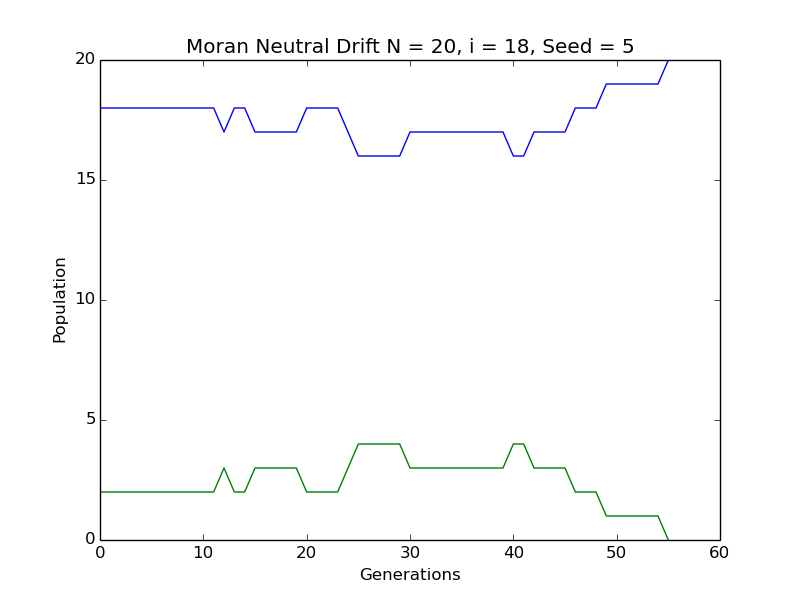 Moran Neutral Drift N = 20, i = 18, Seed = 5
20
15
10
5
0
Population
0 10 20 30 40 50 60
Generations